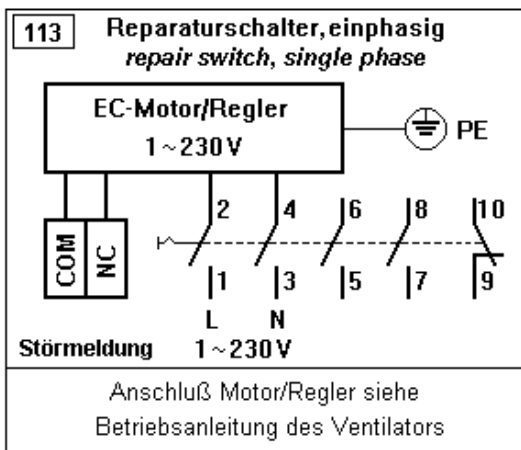 113 Reparaturschalter, einphasig
repair switch, single phase
EC-Motor/Regler
1~230V
PE
COM
NC
2 4 6 8 10
1 3 5 7 9
L N
Störmeldung 1~230V
Anschluß Motor/Regler siehe
Betriebsanleitung des Ventilators